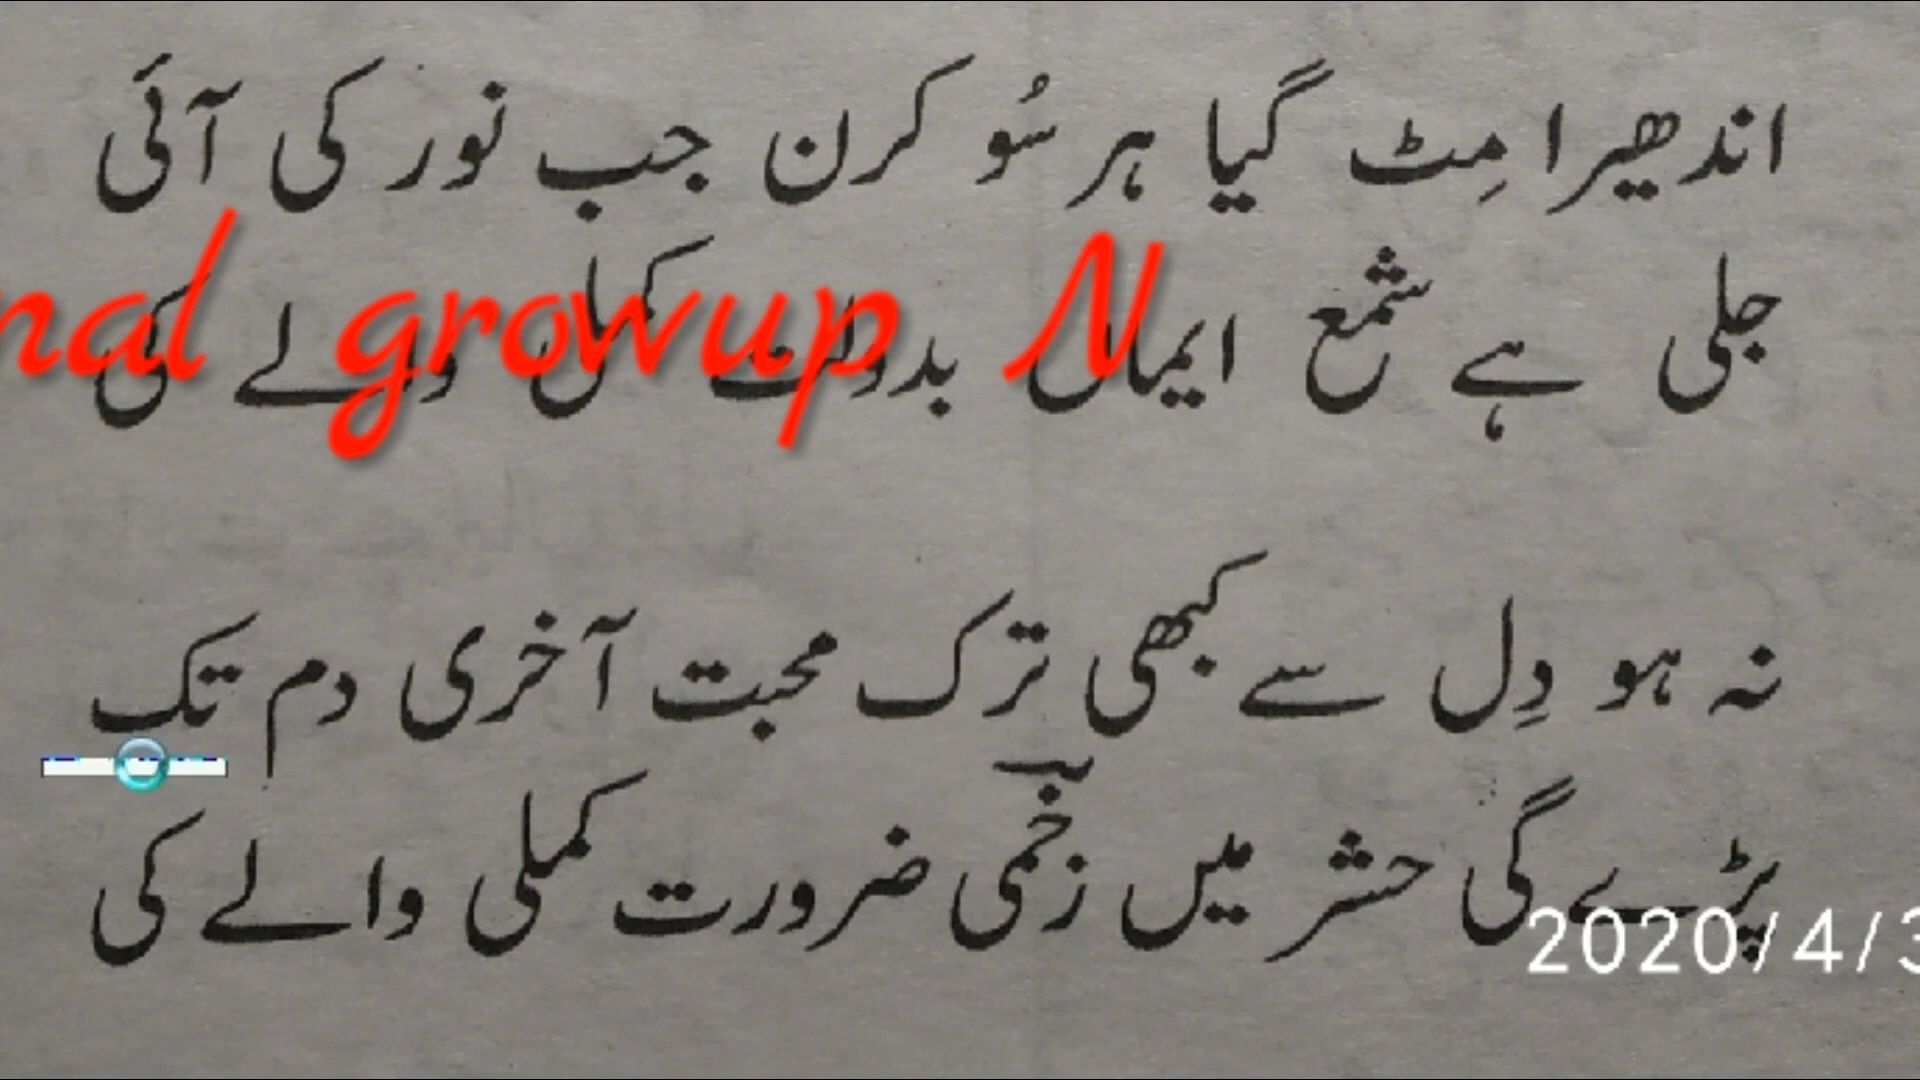 اندھیرا مِٹ گیا ہر سُو کرن جب نور کی آئی
جلی ہے شمع ایماں بدولت کملی والے کی
nal growup N
نہ ہو دِل سے کبھی ترک محبت آخری دم تک
پڑے گی حشر میں زخمی ضرورت کملی والے کی
2020/4/3